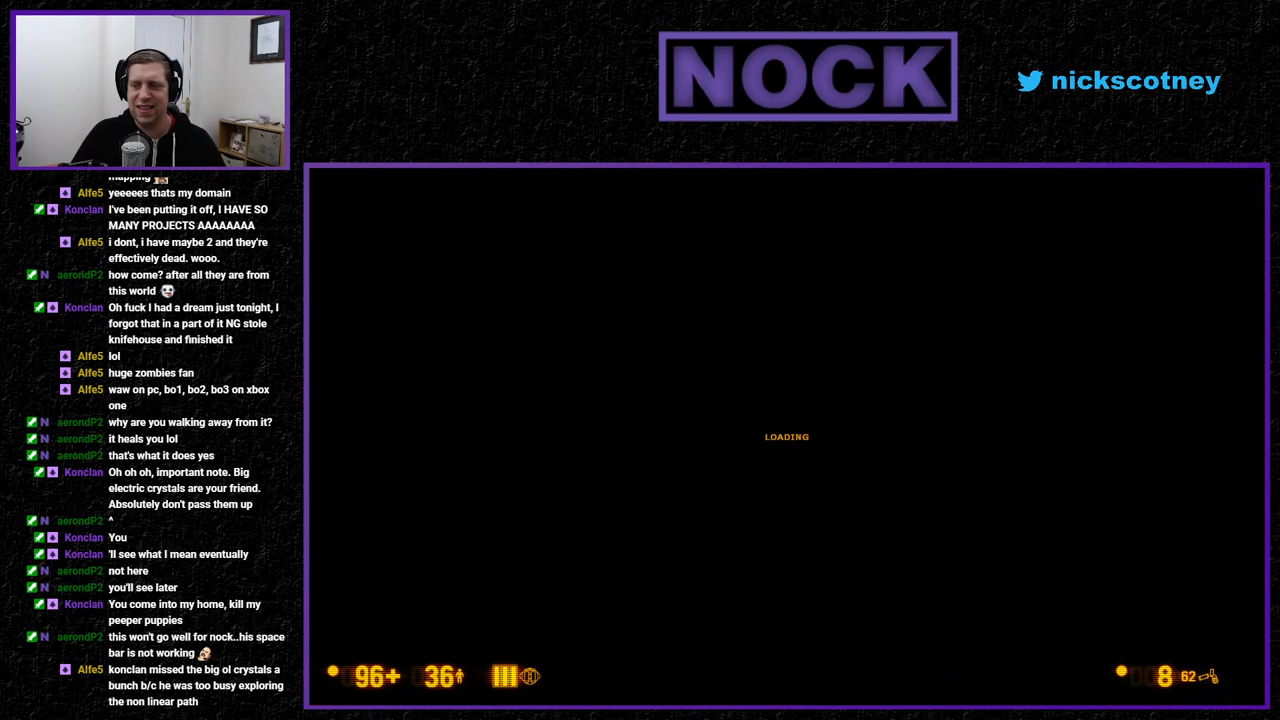 NOCK
nickscotney
mapping
Alfe5 yeeeees thats my domain
Konclan I've been putting it off, I HAVE SO
MANY PROJECTS AAAAAAAA
Alfe5 i dont, i have maybe 2 and they're
effectively dead. wooo.
N aerondP2 how come? after all they are from
this world
Konclan Oh fuck I had a dream just tonight, I
forgot that in a part of it NG stole
knifehouse and finished it
Alfe5 lol
Alfe5 huge zombies fan
Alfe5 waw on pc, bo1, bo2, bo3 on xbox
one
N aerondP2 why are you walking away from it?
N aerondP2 it heals you lol
N aerondP2 that's what it does yes
Konclan Oh oh oh, important note. Big
electric crystals are your friend.
Absolutely don't pass them up
N aerondP2 ^
Konclan You
Konclan 'll see what I mean eventually
N aerondP2 not here
N aerondP2 you'll see later
Konclan You come into my home, kill my
peeper puppies
N aerondP2 this won't go well for nock..his space
bar is not working
Alfe5 konclan missed the big ol crystals a
bunch b/c he was too busy exploring
the non linear path
LOADING
96+ 36 8 62